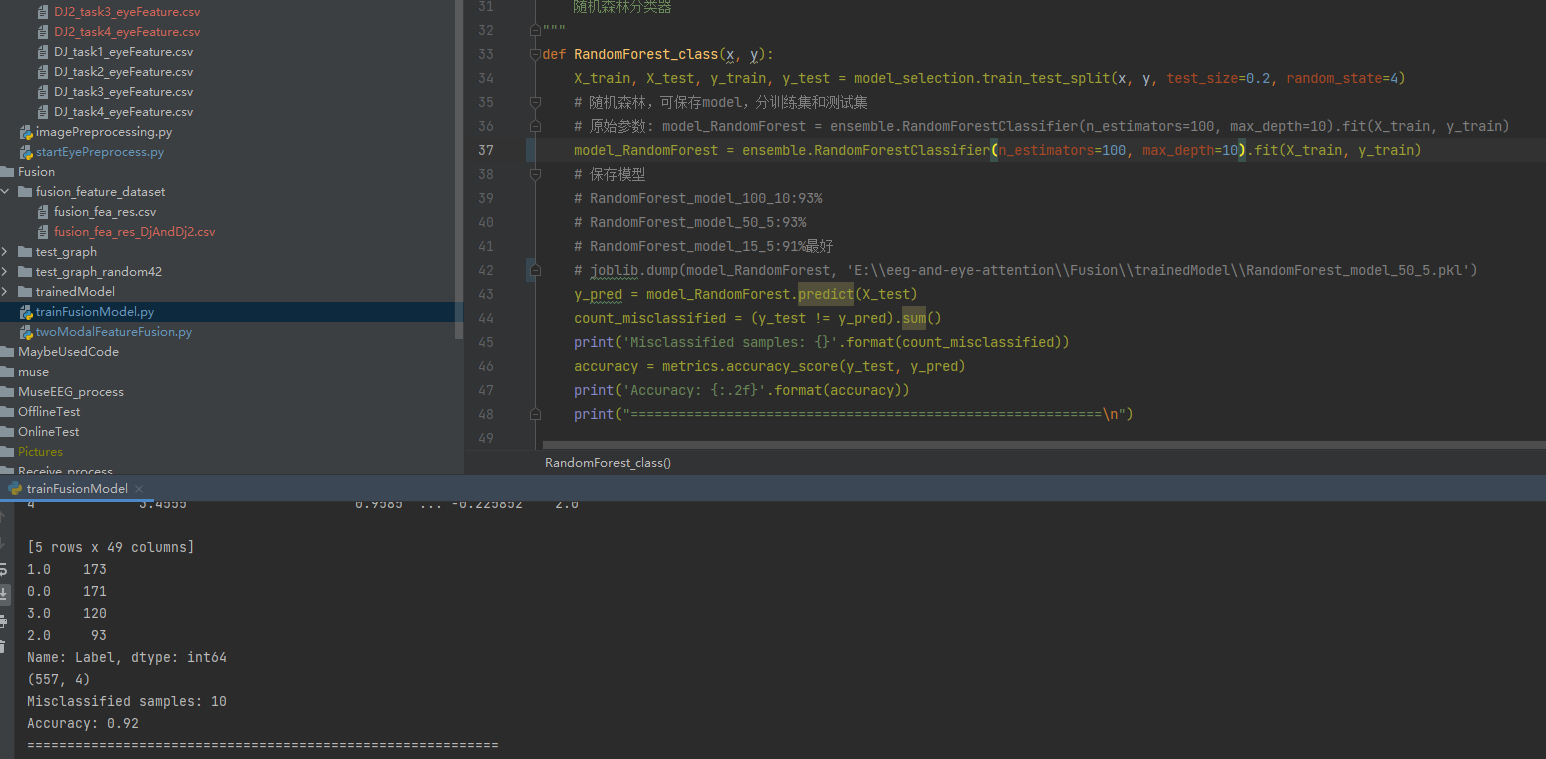 DJ2_task3_eyeFeature.csv
DJ2_task4_eyeFeature.csv
DJ_task1_eyeFeature.csv
DJ_task2_eyeFeature.csv
DJ_task3_eyeFeature.csv
DJ_task4_eyeFeature.csv
imagePreprocessing.py
startEyePreprocess.py
Fusion
fusion_feature_dataset
fusion_fea_res.csv
fusion_fea_res_DjAndDj2.csv
test_graph
test_graph_random42
trainedModel
trainFusionModel.py
twoModalFeatureFusion.py
MaybeUsedCode
muse
MuseEEG_process
OfflineTest
OnlineTest
Pictures
Receive_process
31 随机森林分类器
32 """
33 def RandomForest_class(x, y):
34 X_train, X_test, y_train, y_test = model_selection.train_test_split(x, y, test_size=0.2, random_state=4)
35 # 随机森林，可保存model，分训练集和测试集
36 # 原始参数: model_RandomForest = ensemble.RandomForestClassifier(n_estimators=100, max_depth=10).fit(X_train, y_train)
37 model_RandomForest = ensemble.RandomForestClassifier(n_estimators=100, max_depth=10).fit(X_train, y_train)
38 # 保存模型
39 # RandomForest_model_100_10:93%
40 # RandomForest_model_50_5:93%
41 # RandomForest_model_15_5:91%最好
42 # joblib.dump(model_RandomForest, 'E:\\eeg-and-eye-attention\\Fusion\\trainedModel\\RandomForest_model_50_5.pkl')
43 y_pred = model_RandomForest.predict(X_test)
44 count_misclassified = (y_test != y_pred).sum()
45 print('Misclassified samples: {}'.format(count_misclassified))
46 accuracy = metrics.accuracy_score(y_test, y_pred)
47 print('Accuracy: {:.2f}'.format(accuracy))
48 print("===========================================================\n")
49
RandomForest_class()
trainFusionModel
4 3.4555 0.9585 ... -0.225852 2.0
[5 rows x 49 columns]
1.0 173
0.0 171
3.0 120
2.0 93
Name: Label, dtype: int64
(557, 4)
Misclassified samples: 10
Accuracy: 0.92
===========================================================